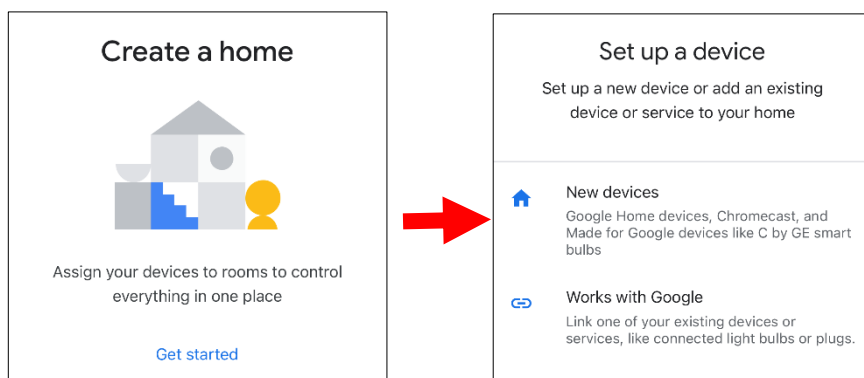 Create a home
Assign your devices to rooms to control
everything in one place
Get started
Set up a device
Set up a new device or add an existing
device or service to your home
New devices
Google Home devices, Chromecast, and
Made for Google devices like C by GE smart
bulbs
Works with Google
Link one of your existing devices or
services, like connected light bulbs or plugs.